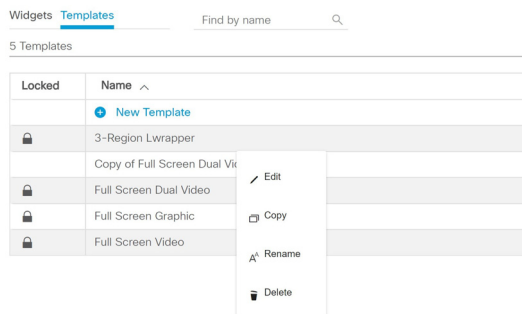 Widgets Templates
Find by name
5 Templates
Locked Name
New Template
3-Region Lwrapper
Copy of Full Screen Dual
Full Screen Dual Video
Full Screen Graphic
Full Screen Video
Edit
Copy
Rename
Delete